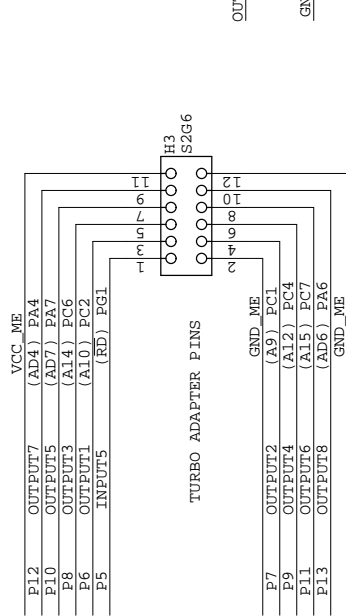 VCC_ME
P12 OUTPUT7 (AD4) PA4
P10 OUTPUT5 (AD7) PA7
P8 OUTPUT3 (A14) PC6
P6 OUTPUT1 (A10) PC2
P5 INPUT5 (RD) PG1
TURBO ADAPTER PINS
GND_ME
P7 OUTPUT2 (A9) PC1
P9 OUTPUT4 (A12) PC4
P11 OUTPUT6 (A15) PC7
P13 OUTPUT8 (AD6) PA6
GND_ME
H3
S2G6
11
9
7
5
3
1
12
10
8
6
4
2
OUT
GN